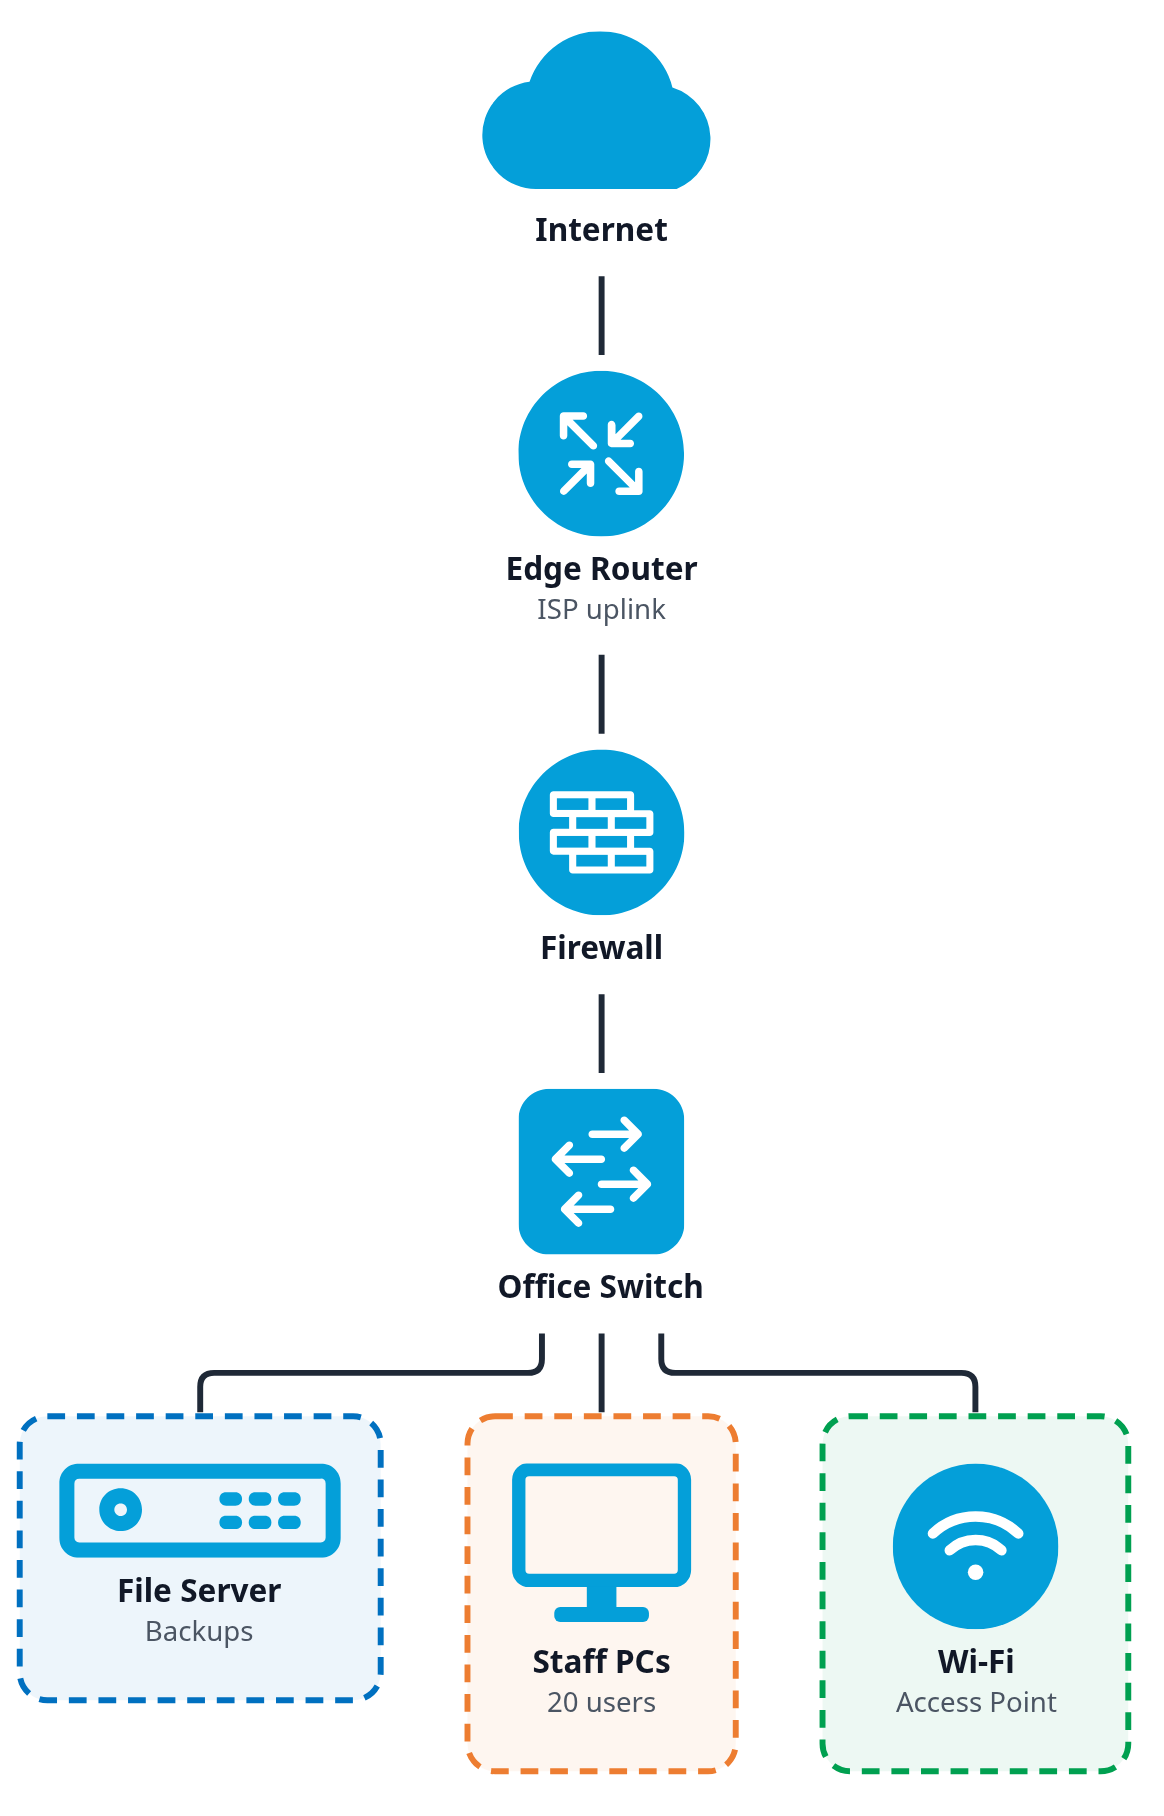 Internet
Edge Router
ISP uplink
Firewall
Office Switch
File Server
Backups
Staff PCs
20 users
Wi-Fi
Access Point